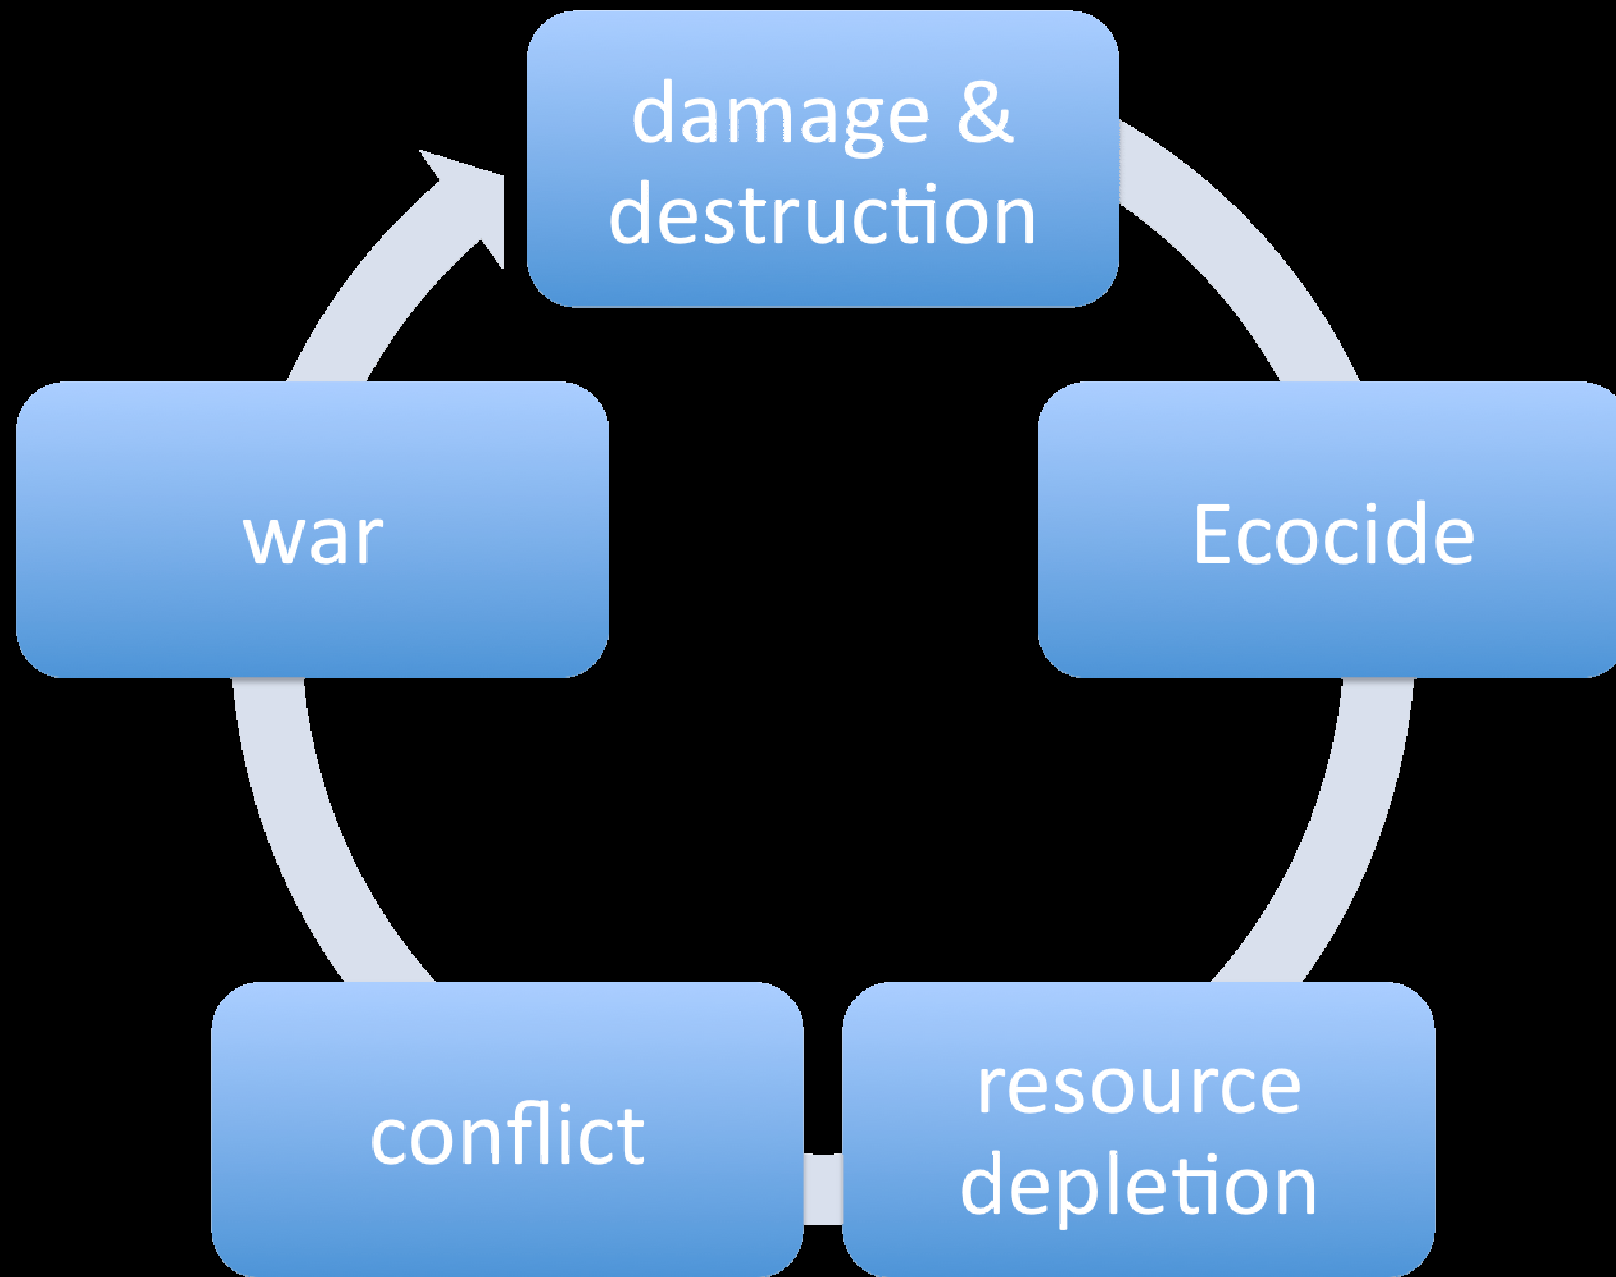 damage &
destruction
Ecocide
resource
depletion
conflict
war